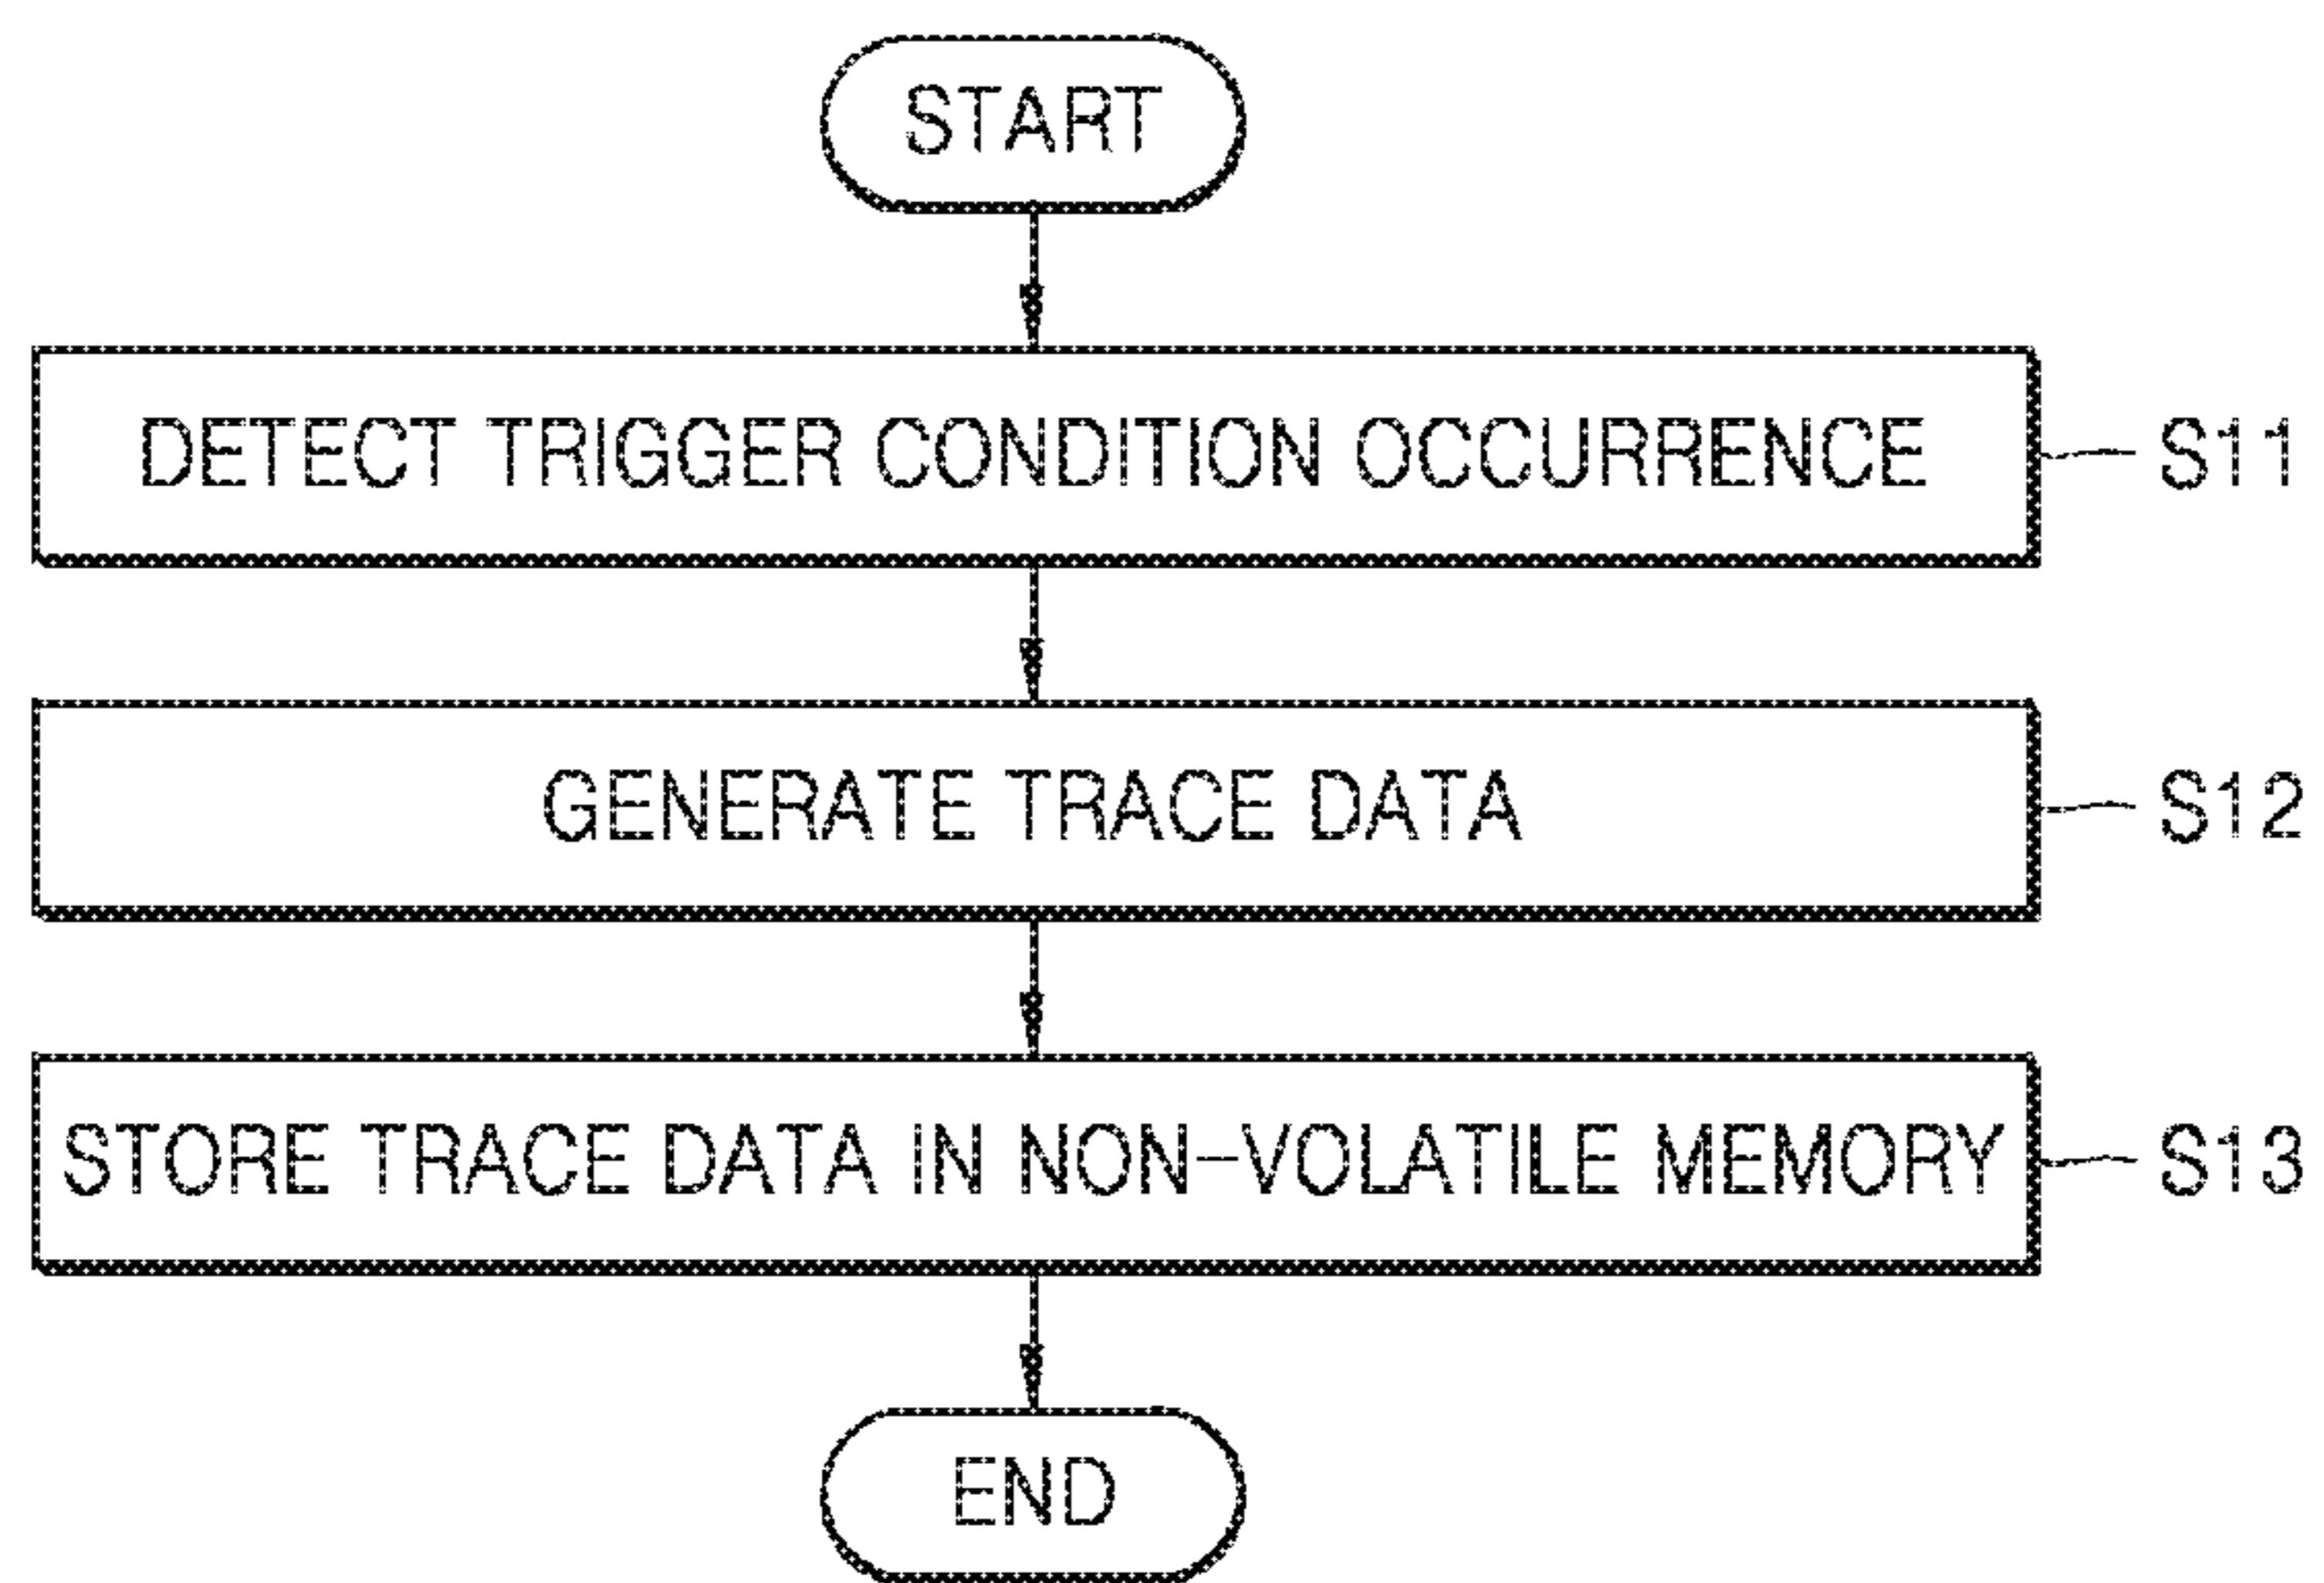 START
DETECT TRIGGER CONDITION OCCURRENCE
S11
GENERATE TRACE DATA
S12
STORE TRACE DATA IN NON-VOLATILE MEMORY
S13
END